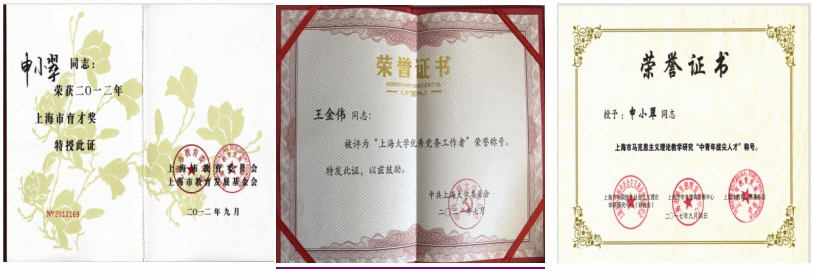 申小翠 同志:
荣获二〇一二年
上海市育才奖
特授此证
上海市教育委员会
上海市教育发展基金会
二〇一二年九月
№2012169
荣誉证书
王金伟 同志:
被评为“上海大学优秀党务工作者”荣誉称号。
特发此证,以兹鼓励。
中共上海大学委员会
七月
荣誉证书
授予:申小翠 同志
上海市马克思主义理论教学研究“中青年拔尖人才”称号。